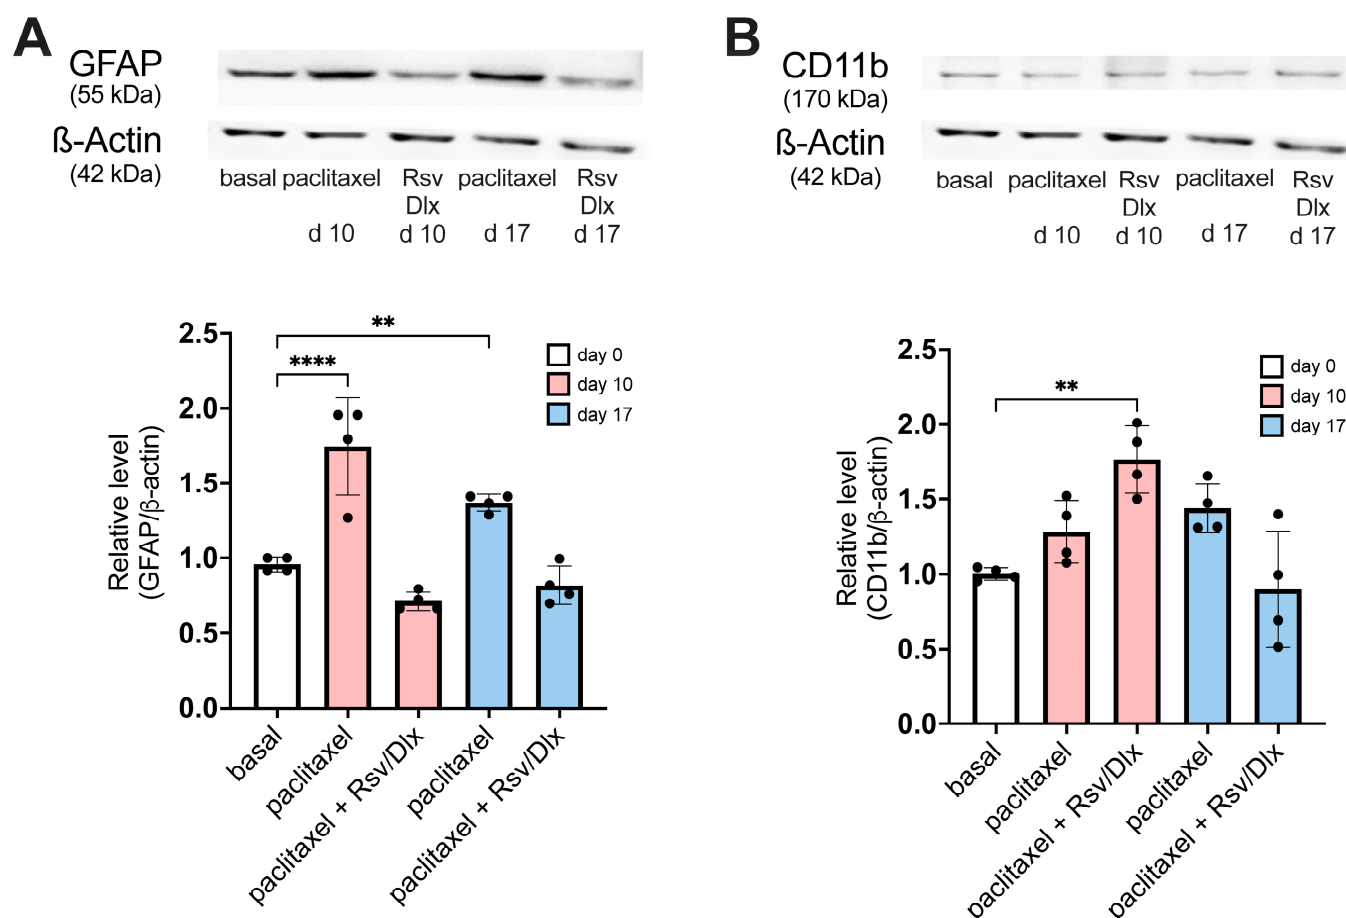 A
GFAP
(55 kDa)
ß-Actin
(42 kDa)
basal paclitaxel Rsv paclitaxel Rsv
Dlx Dlx
d 10 d 10 d 17 d 17
**
****
2.5
2.0
1.5
1.0
0.5
0.0
Relative level
(GFAP/β-actin)
day 0
day 10
day 17
basal
paclitaxel
paclitaxel + Rsv/Dlx
paclitaxel
paclitaxel + Rsv/Dlx
B
CD11b
(170 kDa)
ß-Actin
(42 kDa)
basal paclitaxel Rsv paclitaxel Rsv
Dlx Dlx
d 10 d 10 d 17 d 17
**
2.5
2.0
1.5
1.0
0.5
0.0
Relative level
(CD11b/β-actin)
day 0
day 10
day 17
basal
paclitaxel
paclitaxel + Rsv/Dlx
paclitaxel
paclitaxel + Rsv/Dlx